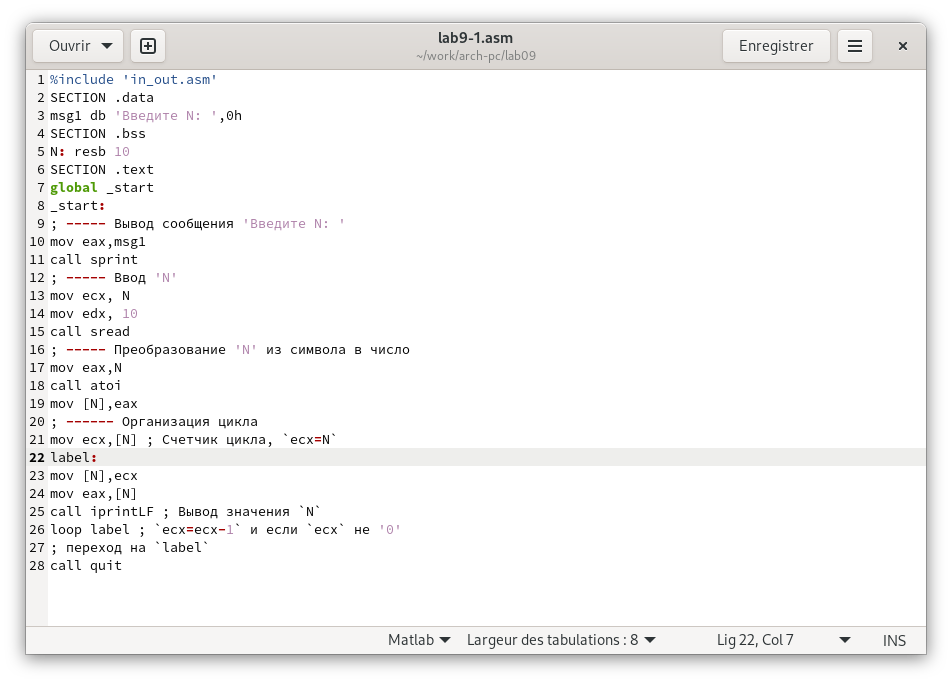 Ouvrir
lab9-1.asm
~/work/arch-pc/lab09
Enregistrer
1 %include 'in_out.asm'
2 SECTION .data
3 msg1 db 'Введите N: ',0h
4 SECTION .bss
5 N: resb 10
6 SECTION .text
7 global _start
8 _start:
9 ; ----- Вывод сообщения 'Введите N: '
10 mov eax,msg1
11 call sprint
12 ; ----- Ввод 'N'
13 mov ecx, N
14 mov edx, 10
15 call sread
16 ; ----- Преобразование 'N' из символа в число
17 mov eax,N
18 call atoi
19 mov [N],eax
20 ; ------ Организация цикла
21 mov ecx,[N] ; Счетчик цикла, `ecx=N`
22 label:
23 mov [N],ecx
24 mov eax,[N]
25 call iprintLF ; Вывод значения `N`
26 loop label ; `ecx=ecx-1` и если `ecx` не '0'
27 ; переход на `label`
28 call quit
Matlab Largeur des tabulations : 8 Lig 22, Col 7 INS